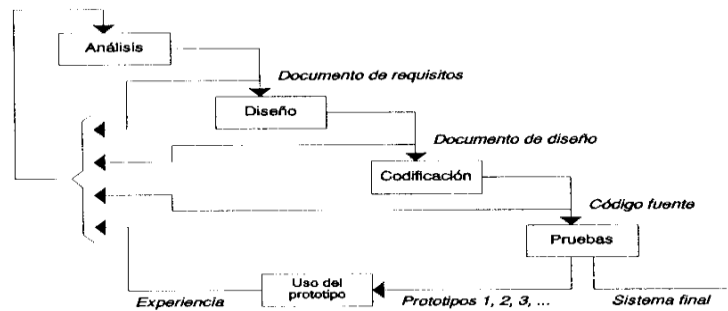 Análisis
Documento de requisitos
Diseño
Documento de diseño
Codificación
Código fuente
Pruebas
Uso del
prototipo
Experiencia
Prototipos 1, 2, 3, ...
Sistema final